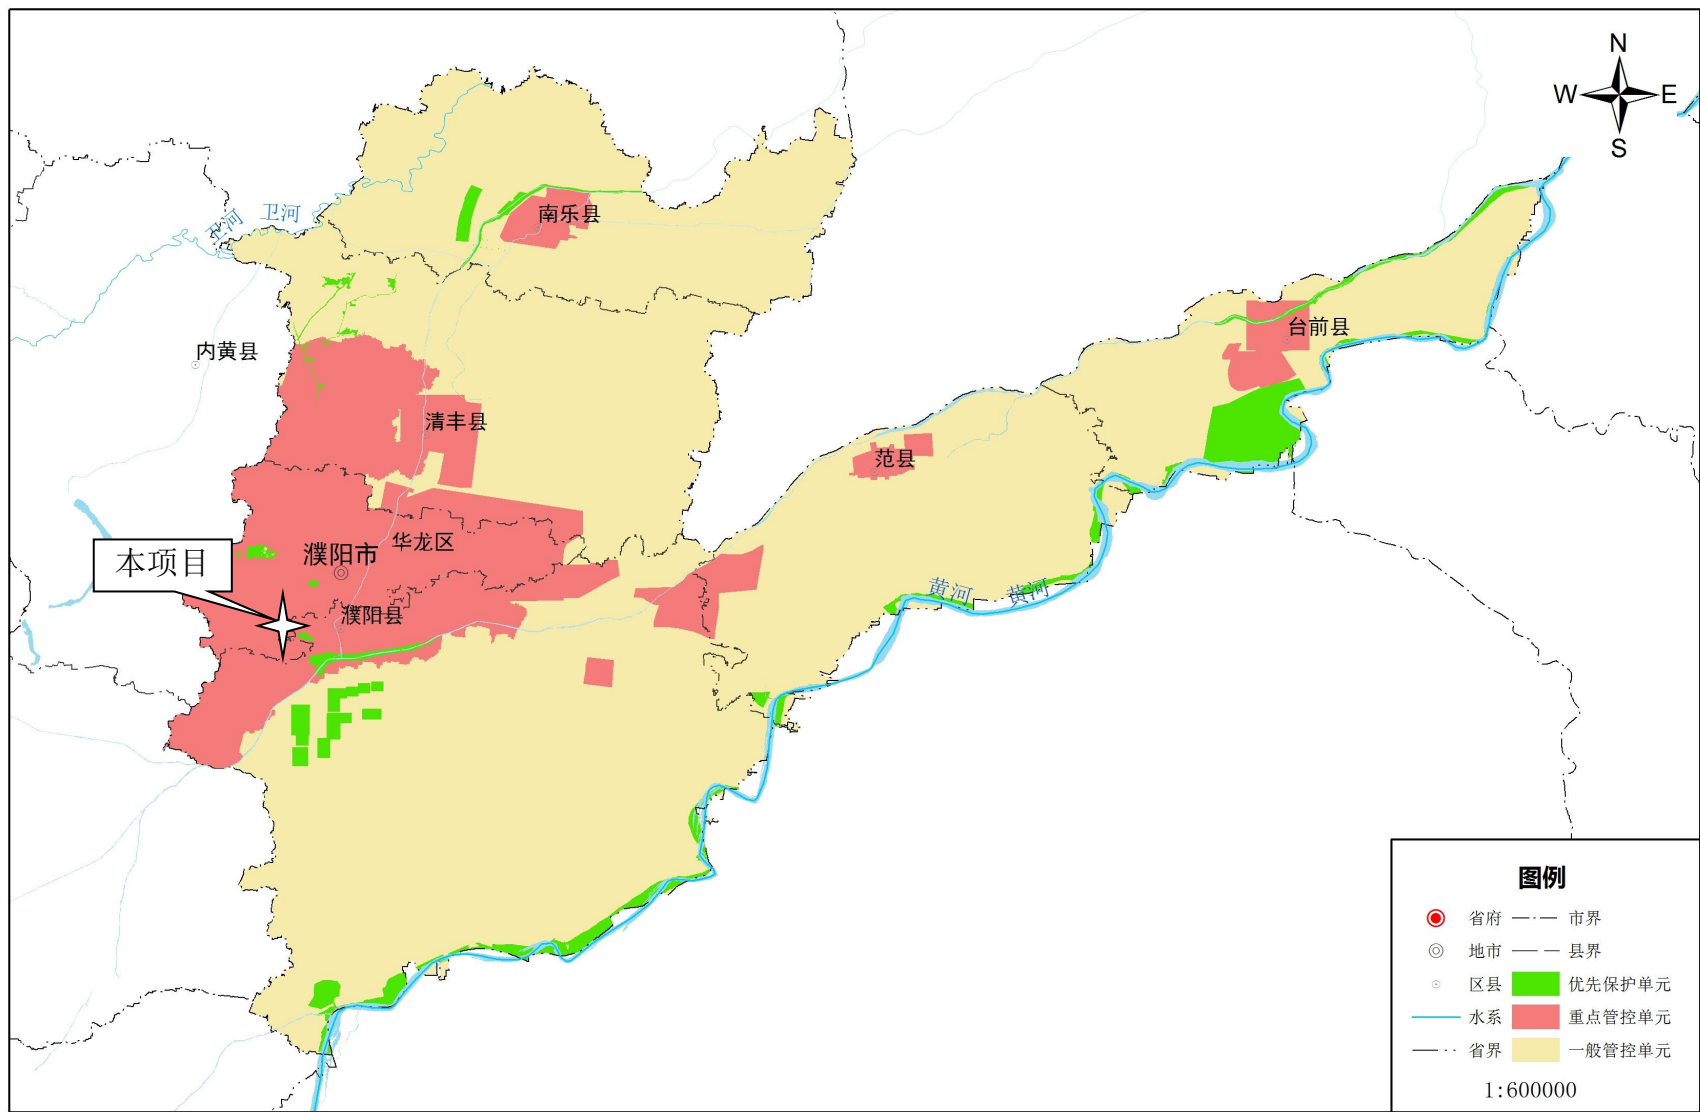 N
W
E
S
南乐县
卫河
卫河
台前县
内黄县
清丰县
范县
华龙区
濮阳市
本项目
濮阳县
黄河
黄河
图例
省府
市界
地市
县界
区县
优先保护单元
水系
重点管控单元
省界
一般管控单元
1:600000